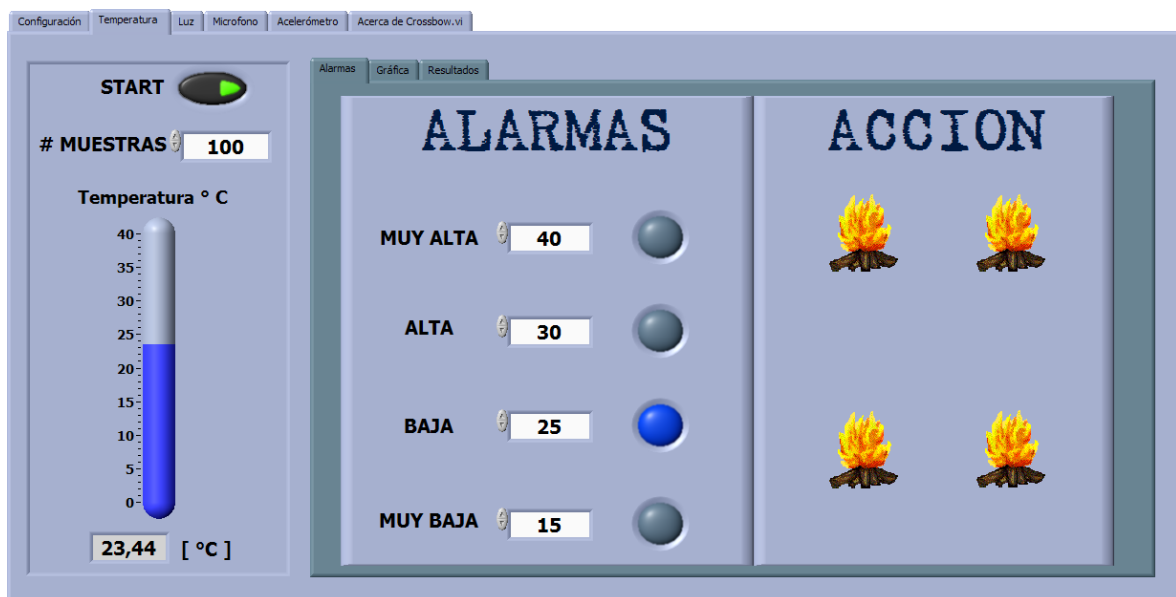 Configuración Temperatura Luz Microfono Acelerómetro Acerca de Crossbow.vi
START
# MUESTRAS 100
Temperatura ° C
40
35
30
25
20
15
10
5
0
23,44 [ °C ]
Alarmas Gráfica Resultados
ALARMAS
MUY ALTA 40
ALTA 30
BAJA 25
MUY BAJA 15
ACCION